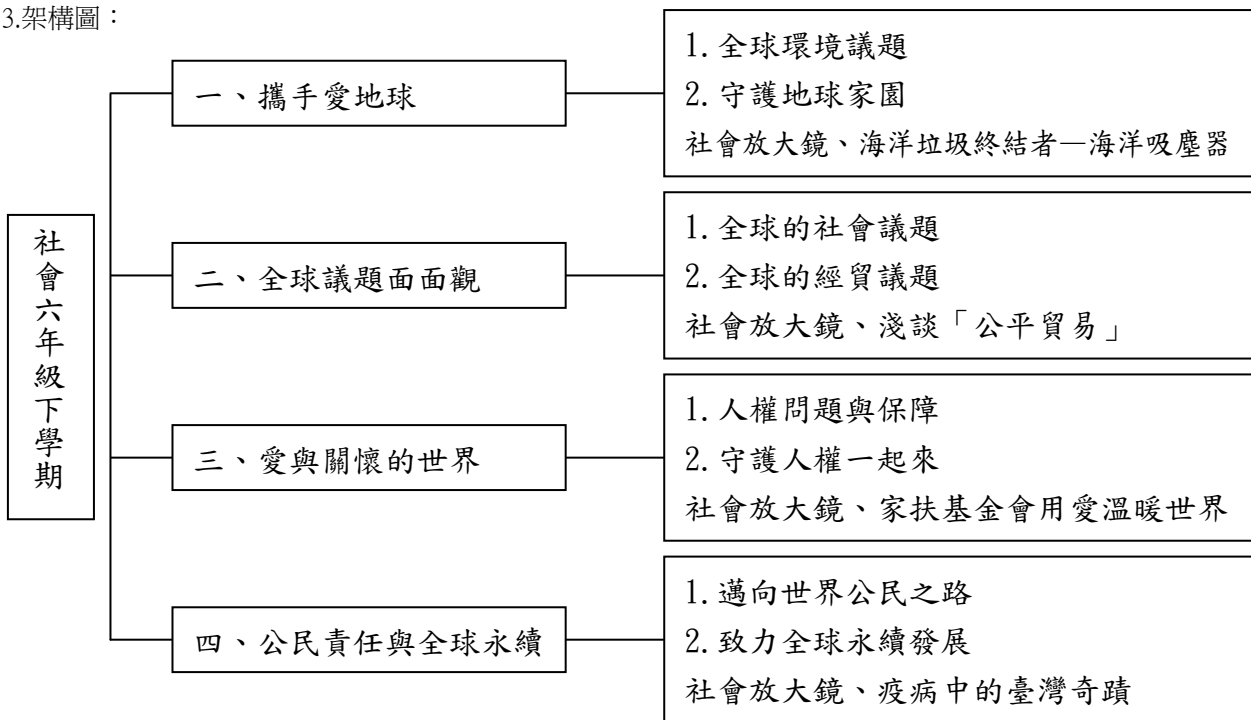 3.架構圖：
社會六年級下學期
一、攜手愛地球
1.全球環境議題
2.守護地球家園
社會放大鏡、海洋垃圾終結者—海洋吸塵器
二、全球議題面面觀
1.全球的社會議題
2.全球的經貿議題
社會放大鏡、淺談「公平貿易」
三、愛與關懷的世界
1.人權問題與保障
2.守護人權一起來
社會放大鏡、家扶基金會用愛溫暖世界
四、公民責任與全球永續
1.邁向世界公民之路
2.致力全球永續發展
社會放大鏡、疫病中的臺灣奇蹟